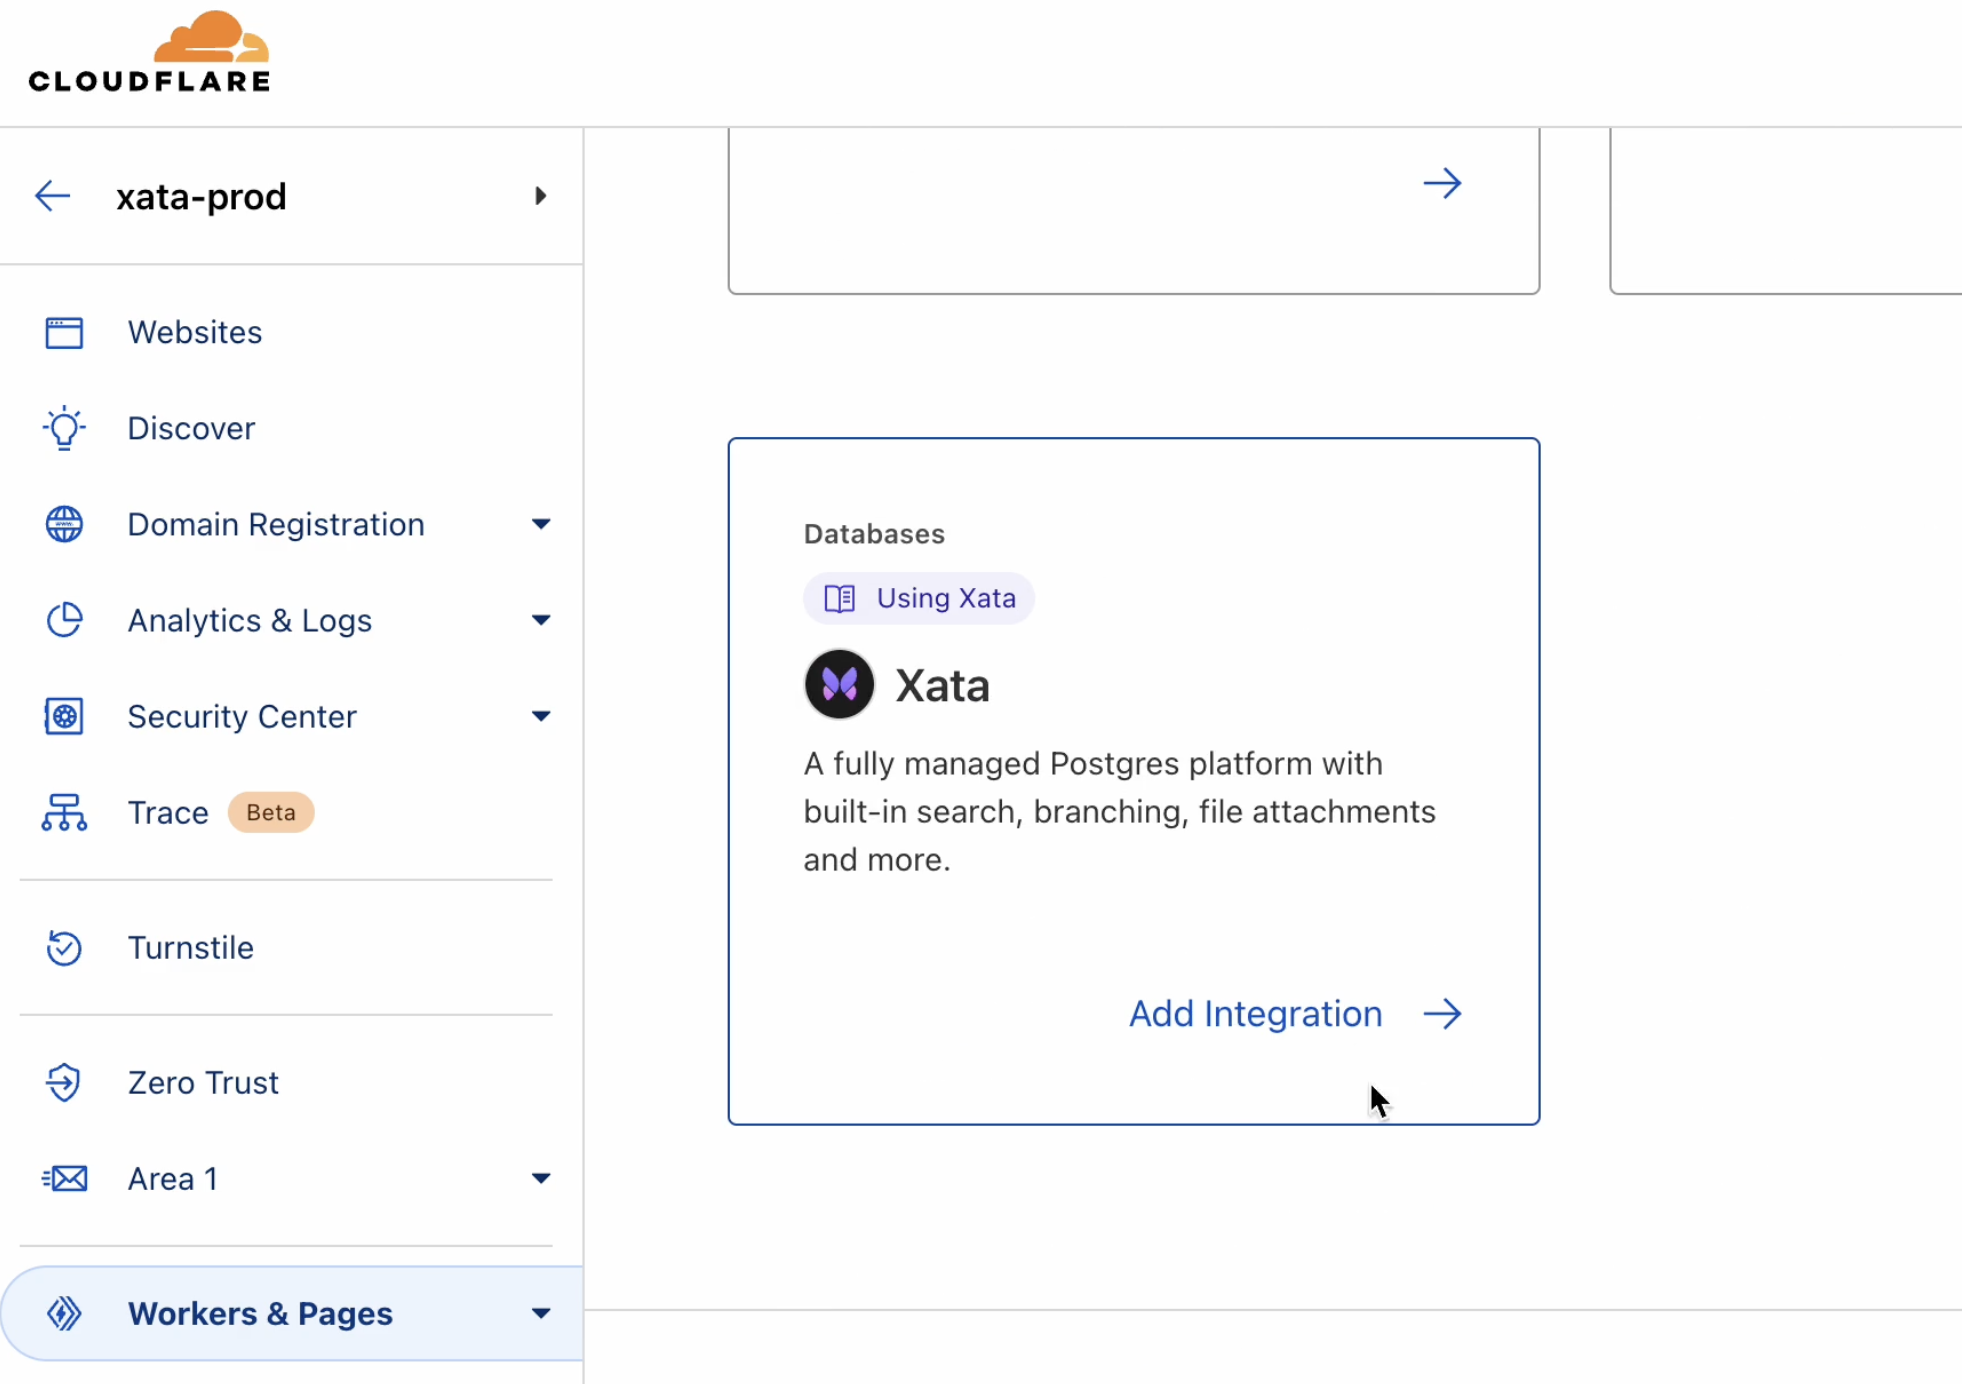 CLOUDFLARE
xata-prod
Websites
Discover
Domain Registration
Analytics & Logs
Security Center
Trace Beta
Turnstile
Zero Trust
Area 1
Workers & Pages
Databases
Using Xata
Xata
A fully managed Postgres platform with
built-in search, branching, file attachments
and more.
Add Integration